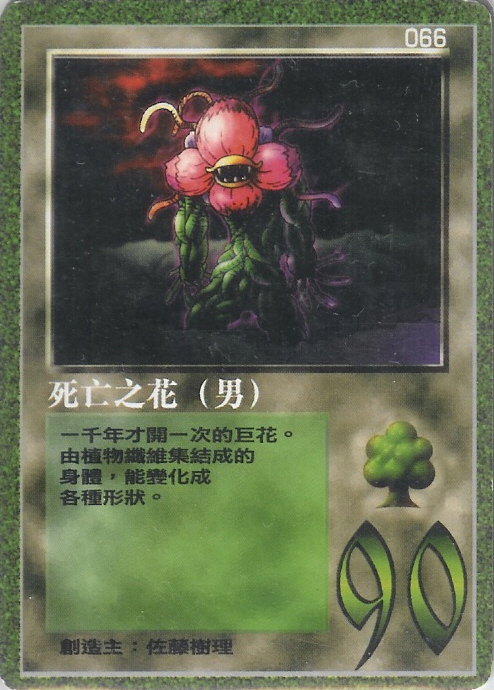 066
死亡之花（男）
一千年才開一次的巨花。
由植物纖維集結成的
身體，能變化成
各種形狀。
90
創造主：佐藤樹理